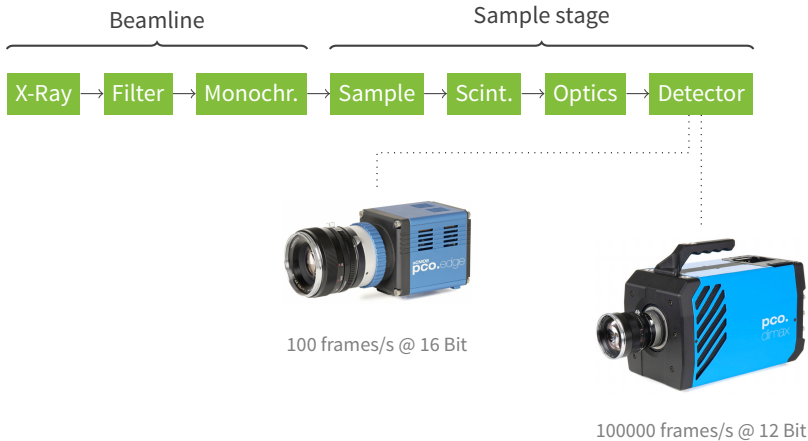 Beamline Sample stage
X-Ray Filter Monochr. Sample Scint. Optics Detector
pco.edge
100 frames/s @ 16 Bit
pco.
dimax
100000 frames/s @ 12 Bit